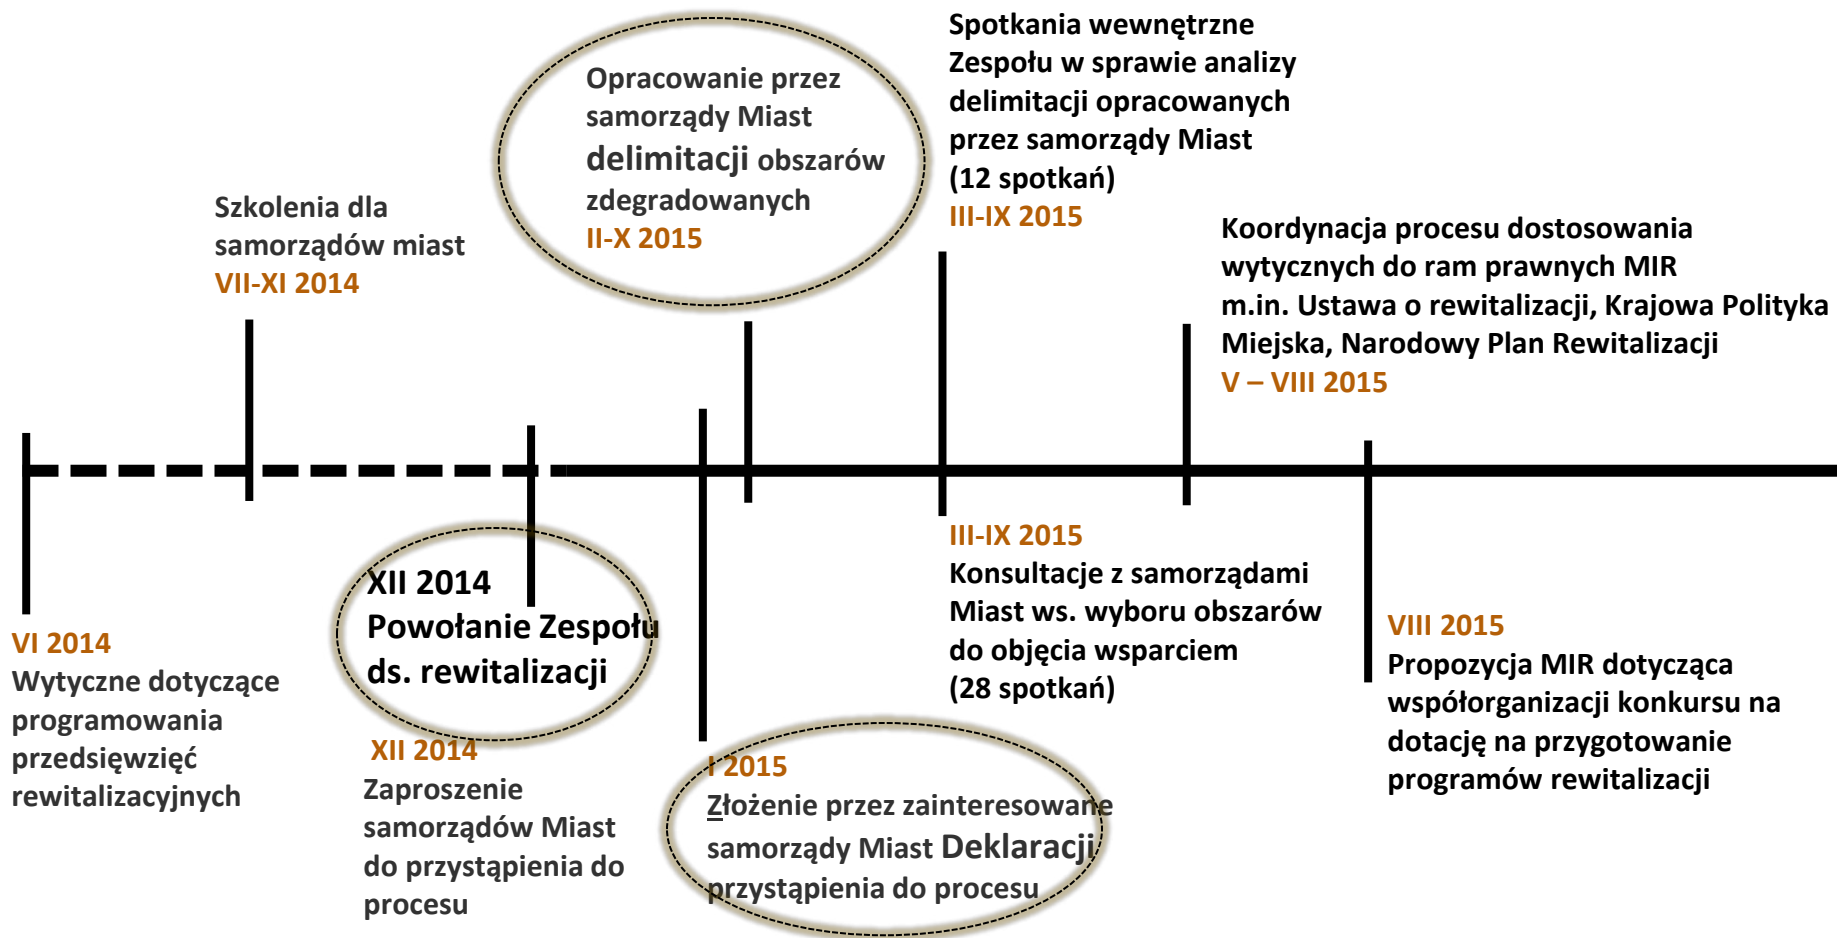 Szkolenia dla
samorządów miast
VII-XI 2014
Opracowanie przez
samorządy Miast
delimitacji obszarów
zdegradowanych
II-X 2015
Spotkania wewnętrzne
Zespołu w sprawie analizy
delimitacji opracowanych
przez samorządy Miast
(12 spotkań)
III-IX 2015
Koordynacja procesu dostosowania
wytycznych do ram prawnych MIR
m.in. Ustawa o rewitalizacji, Krajowa Polityka
Miejska, Narodowy Plan Rewitalizacji
V – VIII 2015
VI 2014
Wytyczne dotyczące
programowania
przedsięwzięć
rewitalizacyjnych
XII 2014
Powołanie Zespołu
ds. rewitalizacji
XII 2014
Zaproszenie
samorządów Miast
do przystąpienia do
procesu
I 2015
Złożenie przez zainteresowane
samorządy Miast Deklaracji
przystąpienia do procesu
III-IX 2015
Konsultacje z samorządami
Miast ws. wyboru obszarów
do objęcia wsparciem
(28 spotkań)
VIII 2015
Propozycja MIR dotycząca
współorganizacji konkursu na
dotację na przygotowanie
programów rewitalizacji